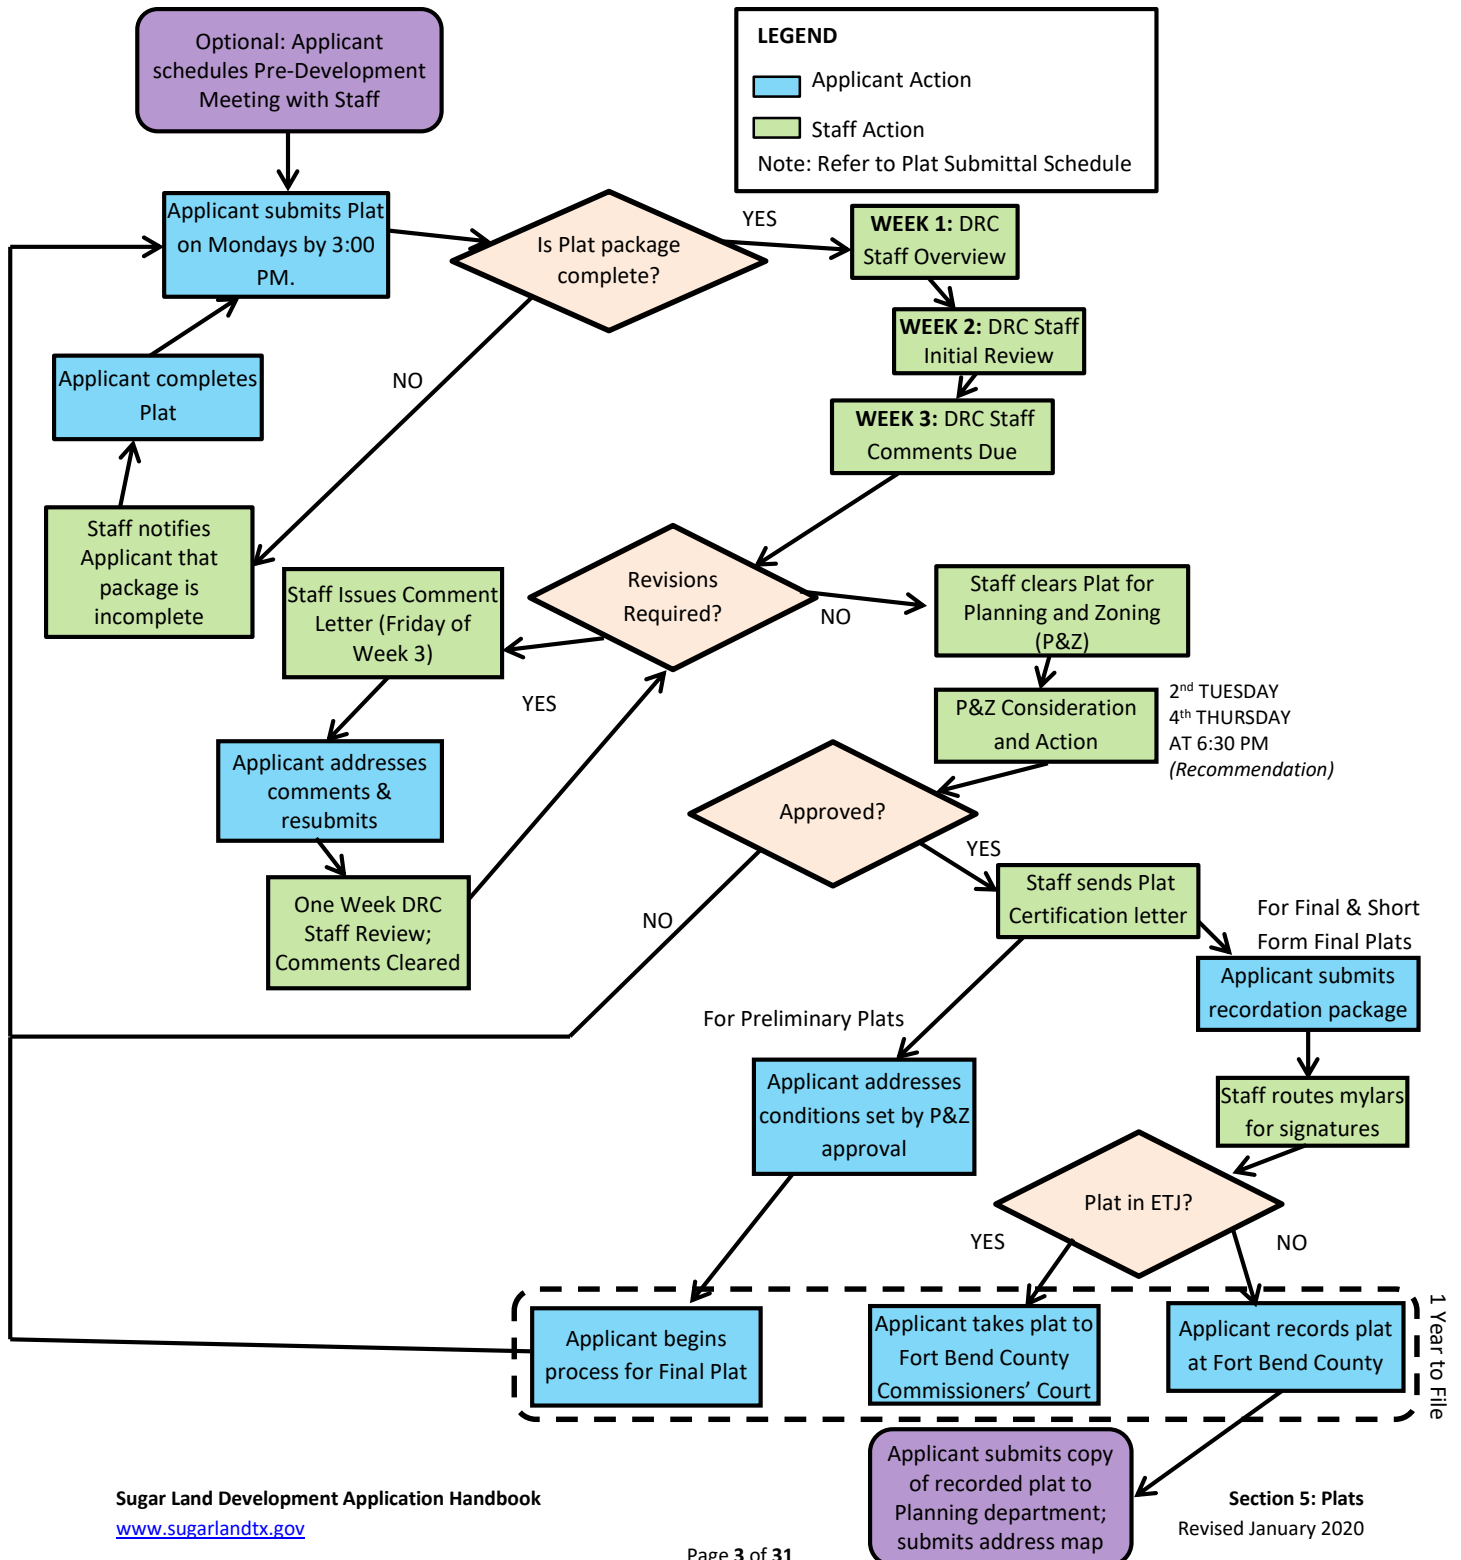 Optional: Applicant
schedules Pre-Development
Meeting with Staff
LEGEND
Applicant Action
Staff Action
Note: Refer to Plat Submittal Schedule
Applicant submits Plat
on Mondays by 3:00
PM.
Is Plat package
complete?
YES
WEEK 1: DRC
Staff Overview
WEEK 2: DRC Staff
Initial Review
NO
Applicant completes
Plat
WEEK 3: DRC Staff
Comments Due
Staff notifies
Applicant that
package is
incomplete
Staff Issues Comment
Letter (Friday of
Week 3)
Revisions
Required?
NO
Staff clears Plat for
Planning and Zoning
(P&Z)
YES
P&Z Consideration
and Action
2nd TUESDAY
4th THURSDAY
AT 6:30 PM
(Recommendation)
Applicant addresses
comments &
resubmits
Approved?
YES
One Week DRC
Staff Review;
Comments Cleared
NO
Staff sends Plat
Certification letter
For Final & Short
Form Final Plats
Applicant submits
recordation package
For Preliminary Plats
Applicant addresses
conditions set by P&Z
approval
Staff routes mylars
for signatures
Plat in ETJ?
YES
NO
Applicant begins
process for Final Plat
Applicant takes plat to
Fort Bend County
Commissioners’ Court
Applicant records plat
at Fort Bend County
1 Year to File
Applicant submits copy
of recorded plat to
Planning department;
submits address map
Sugar Land Development Application Handbook
www.sugarlandtx.gov
Section 5: Plats
Revised January 2020
Page 3 of 31